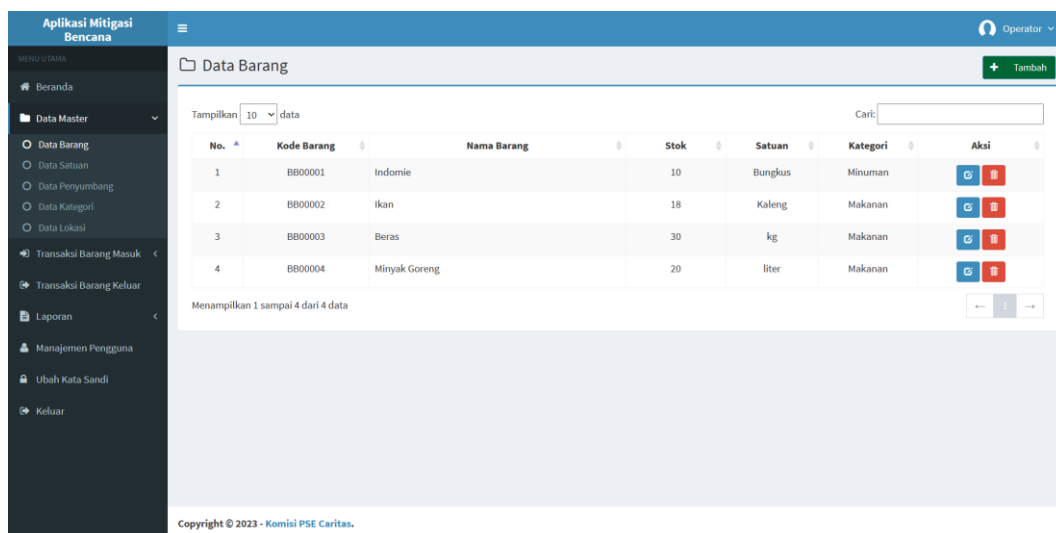 Aplikasi Mitigasi
Bencana
Operator
MENU UTAMA
Beranda
Data Master
Data Barang
Data Satuan
Data Penyumbang
Data Kategori
Data Lokasi
Transaksi Barang Masuk
Transaksi Barang Keluar
Laporan
Manajemen Pengguna
Ubah Kata Sandi
Keluar
Data Barang
+ Tambah
Tampilkan 10 data Cari:
No. Kode Barang Nama Barang Stok Satuan Kategori Aksi
1 BB00001 Indomie 10 Bungkus Minuman
2 BB00002 Ikan 18 Kaleng Makanan
3 BB00003 Beras 30 kg Makanan
4 BB00004 Minyak Goreng 20 liter Makanan
Menampilkan 1 sampai 4 dari 4 data ← 1 →
Copyright © 2023 - Komisi PSE Caritas.